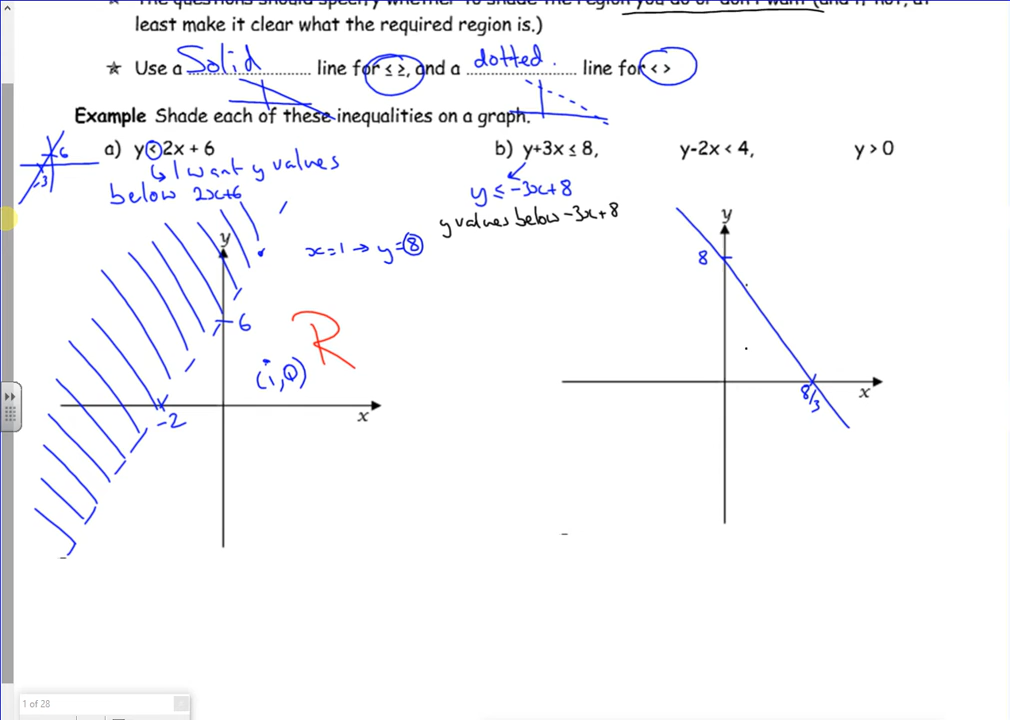 ★ The questions should specify whether to shade the region you do or don't want (and if not, at
least make it clear what the required region is.)
★ Use a Solid line for ≤ ≥, and a dotted line for < >
Example Shade each of these inequalities on a graph.
a) y < 2x + 6
b) y+3x ≤ 8, y-2x < 4, y > 0
6
-3
↳ I want y values
below 2x+6
y ≤ -3x+8
y values below -3x+8
x=1 → y=8
y
6
R
(1,0)
-2
x
y
8
8/3
x
1 of 28